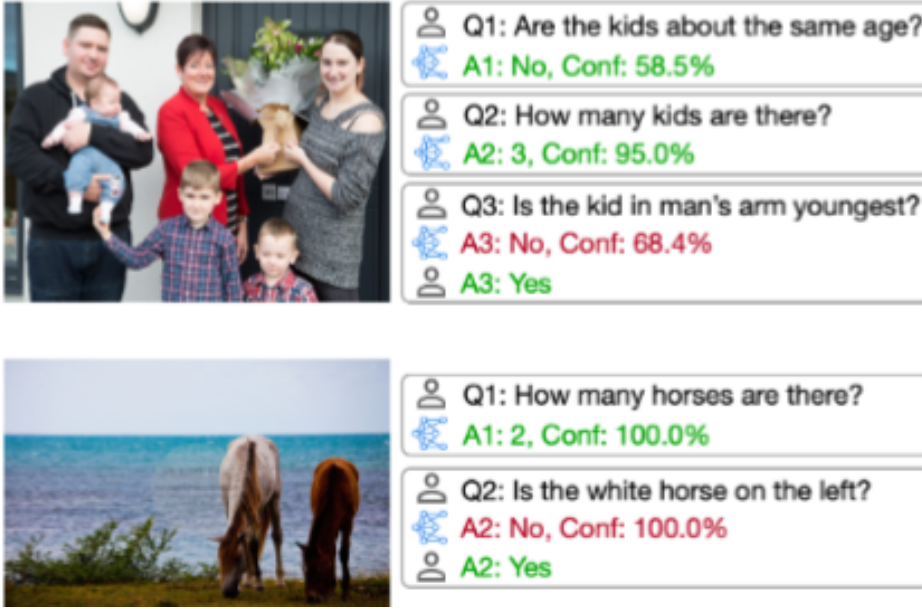 Q1: Are the kids about the same age?
A1: No, Conf: 58.5%
Q2: How many kids are there?
A2: 3, Conf: 95.0%
Q3: Is the kid in man's arm youngest?
A3: No, Conf: 68.4%
A3: Yes
Q1: How many horses are there?
A1: 2, Conf: 100.0%
Q2: Is the white horse on the left?
A2: No, Conf: 100.0%
A2: Yes